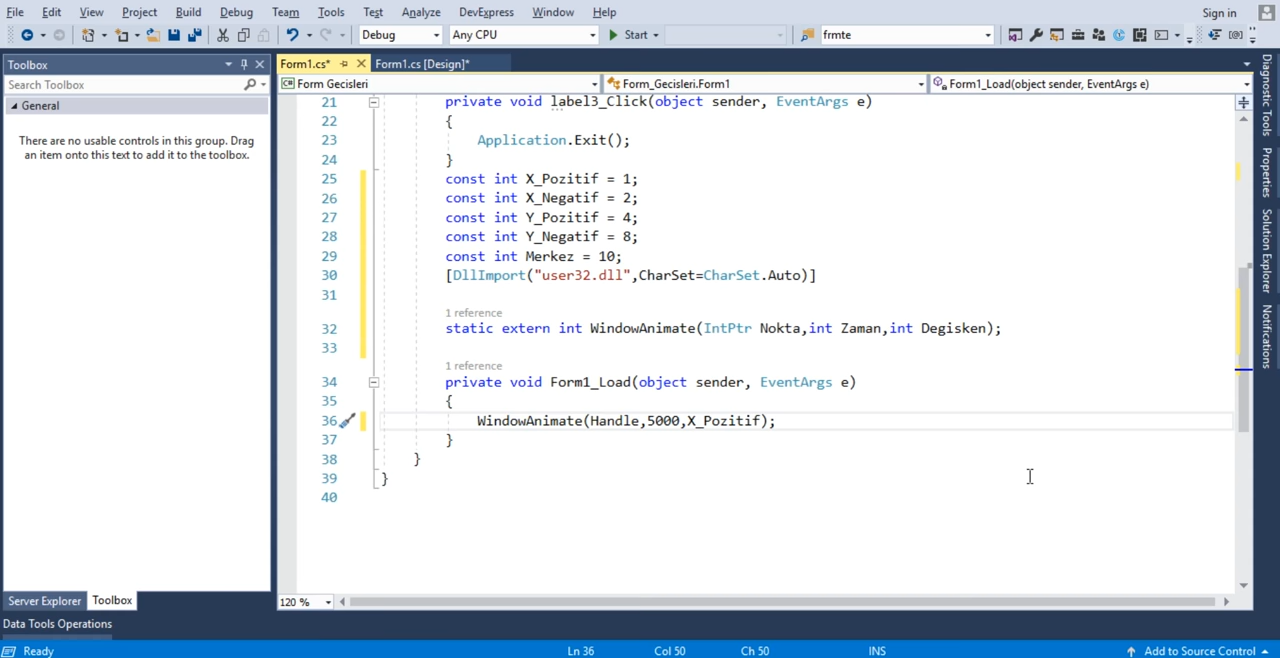 File Edit View Project Build Debug Team Tools Test Analyze DevExpress Window Help Sign in
Debug Any CPU Start frmte
Toolbox
Search Toolbox
General
There are no usable controls in this group. Drag
an item onto this text to add it to the toolbox.
Server Explorer Toolbox
Form1.cs* Form1.cs [Design]*
Form Gecisleri Form_Gecisleri.Form1 Form1_Load(object sender, EventArgs e)
21 private void label3_Click(object sender, EventArgs e)
22 {
23 Application.Exit();
24 }
25 const int X_Pozitif = 1;
26 const int X_Negatif = 2;
27 const int Y_Pozitif = 4;
28 const int Y_Negatif = 8;
29 const int Merkez = 10;
30 [DllImport("user32.dll",CharSet=CharSet.Auto)]
31
1 reference
32 static extern int WindowAnimate(IntPtr Nokta,int Zaman,int Degisken);
33
1 reference
34 private void Form1_Load(object sender, EventArgs e)
35 {
36 WindowAnimate(Handle,5000,X_Pozitif);
37 }
38 }
39 }
40
120 %
Diagnostic Tools
Properties
Solution Explorer
Notifications
Data Tools Operations
Ready Ln 36 Col 50 Ch 50 INS Add to Source Control